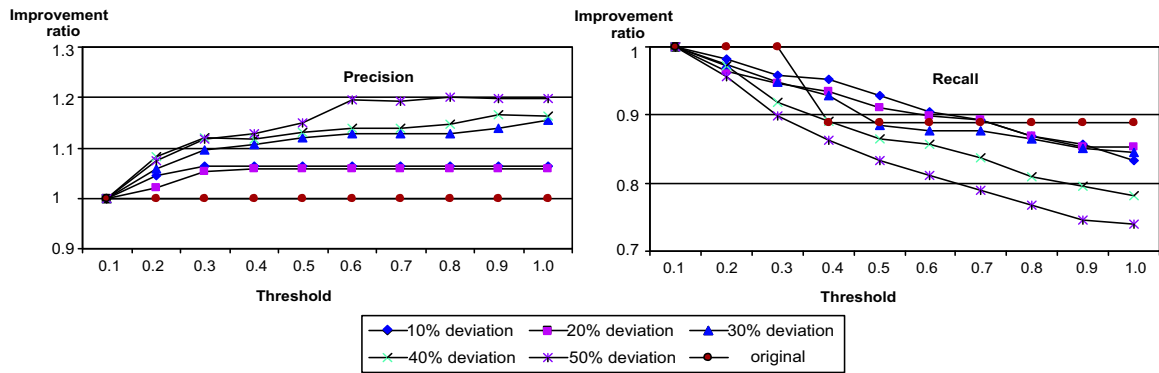 Improvement
ratio
1.3
1.2
1.1
1
0.9
Precision
0.1 0.2 0.3 0.4 0.5 0.6 0.7 0.8 0.9 1.0
Threshold
Improvement
ratio
1
0.9
0.8
0.7
Recall
0.1 0.2 0.3 0.4 0.5 0.6 0.7 0.8 0.9 1.0
Threshold
10% deviation 20% deviation 30% deviation
40% deviation 50% deviation original